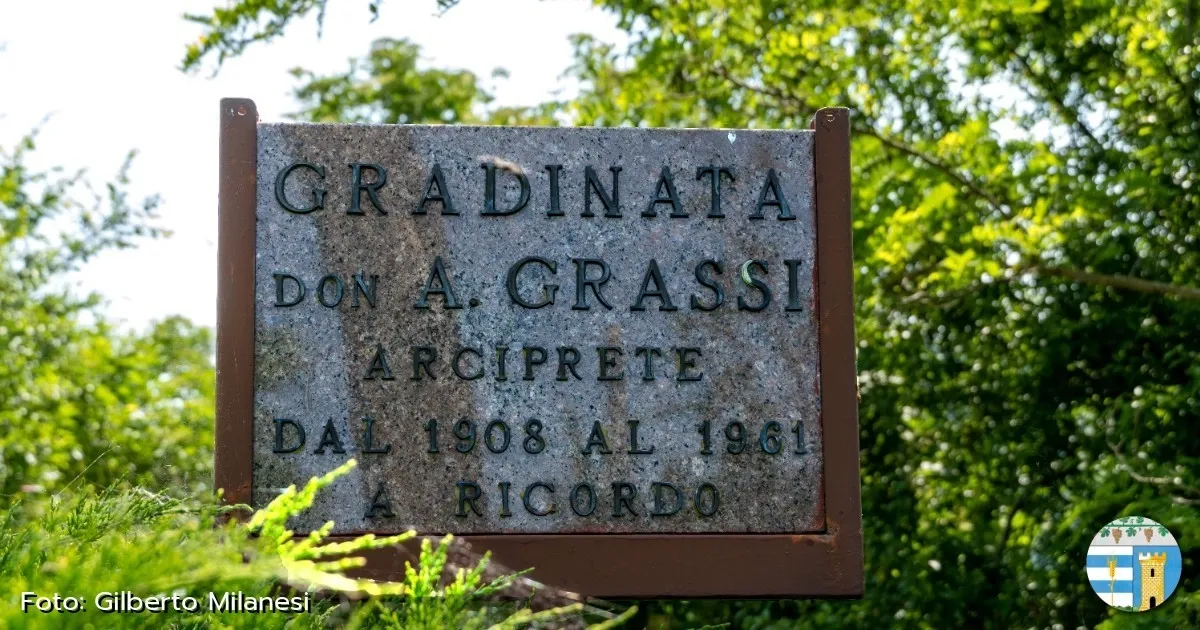 GRADINATA
DON A. GRASSI
ARCIPRETE
DAL 1908 AL 1961
A RICORDO
Foto: Gilberto Milanesi